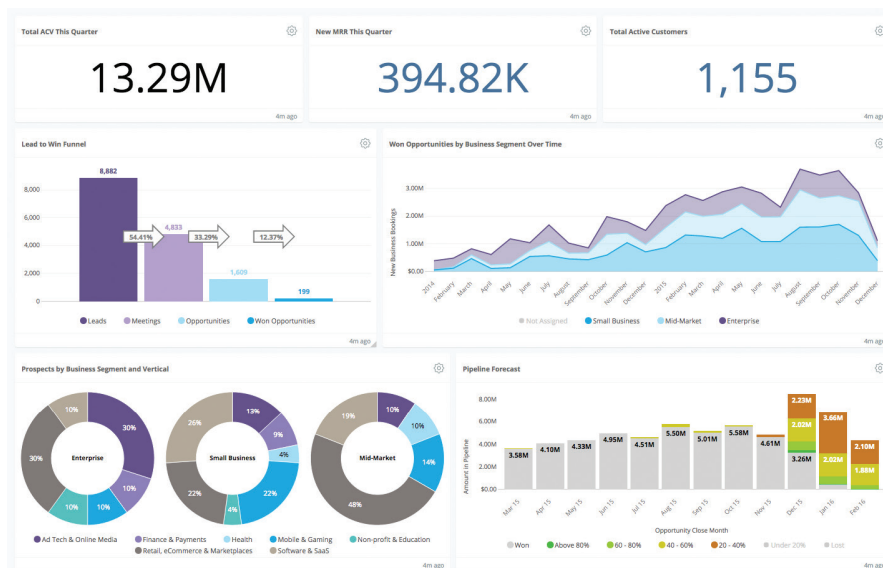 Total ACV This Quarter
13.29M
4m ago
New MRR This Quarter
394.82K
4m ago
Total Active Customers
1,155
4m ago
Lead to Win Funnel
8,882
4,833
1,609
199
54.41%
33.29%
12.37%
8,000
6,000
4,000
2,000
0
Leads
Meetings
Opportunities
Won Opportunities
4m ago
Won Opportunities by Business Segment Over Time
New Business Bookings
3.00M
2.00M
1.00M
$0.00
2014
February
March
April
May
June
July
August
September
October
November
December
2015
February
March
April
May
June
July
August
September
October
November
December
Not Assigned
Small Business
Mid-Market
Enterprise
4m ago
Prospects by Business Segment and Vertical
Enterprise
30%
10%
10%
10%
30%
10%
Small Business
13%
9%
4%
22%
4%
22%
26%
Mid-Market
10%
10%
14%
48%
19%
Ad Tech & Online Media
Finance & Payments
Health
Mobile & Gaming
Non-profit & Education
Retail, eCommerce & Marketplaces
Software & SaaS
4m ago
Pipeline Forecast
Amount in Pipeline
8.00M
6.00M
4.00M
2.00M
$0.00
3.58M
4.10M
4.33M
4.95M
4.51M
5.50M
5.01M
5.58M
4.61M
2.23M
2.03M
3.26M
3.66M
2.02M
2.10M
1.88M
Mar 15
Apr 15
May 15
Jun 15
Jul 15
Aug 15
Sep 15
Oct 15
Nov 15
Dec 15
Jan 16
Feb 16
Opportunity Close Month
Won
Above 80%
60 - 80%
40 - 60%
20 - 40%
Under 20%
Lost
4m ago